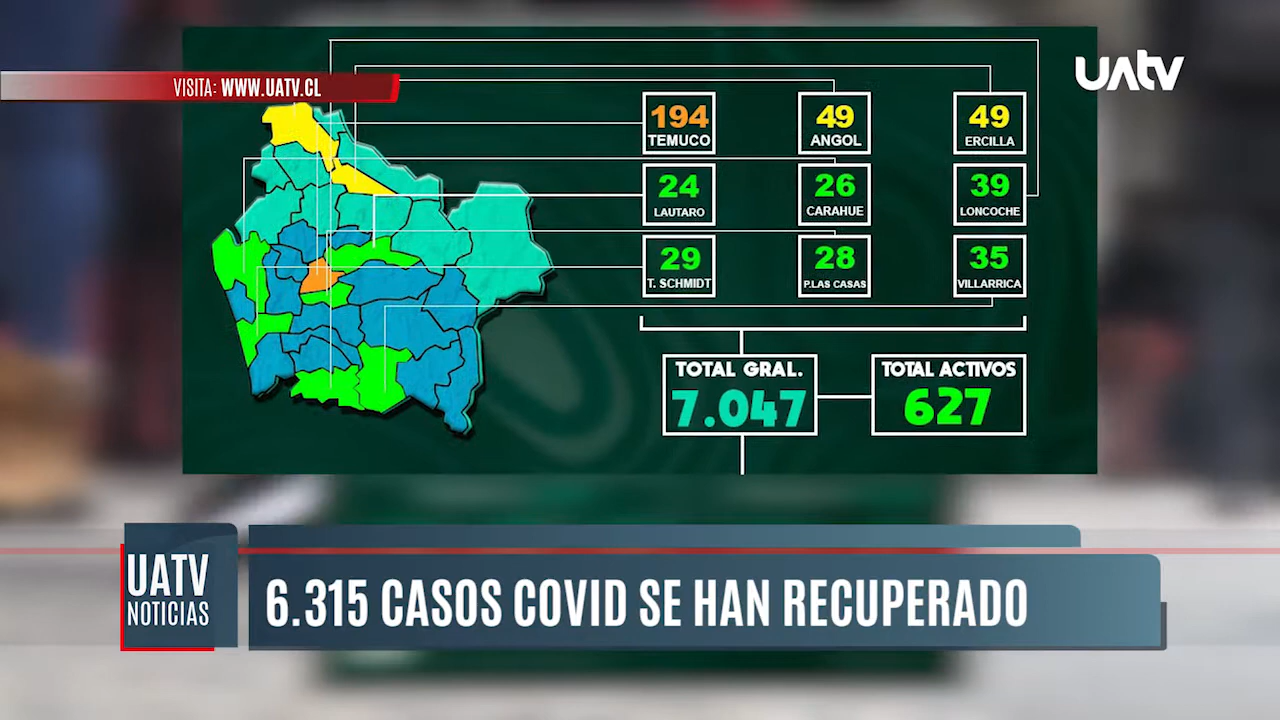 UATV
VISITA: WWW.UATV.CL
194
TEMUCO
49
ANGOL
49
ERCILLA
24
LAUTARO
26
CARAHUE
39
LONCOCHE
29
T. SCHMIDT
28
P.LAS CASAS
35
VILLARRICA
TOTAL GRAL.
7.047
TOTAL ACTIVOS
627
UATV
NOTICIAS
6.315 CASOS COVID SE HAN RECUPERADO